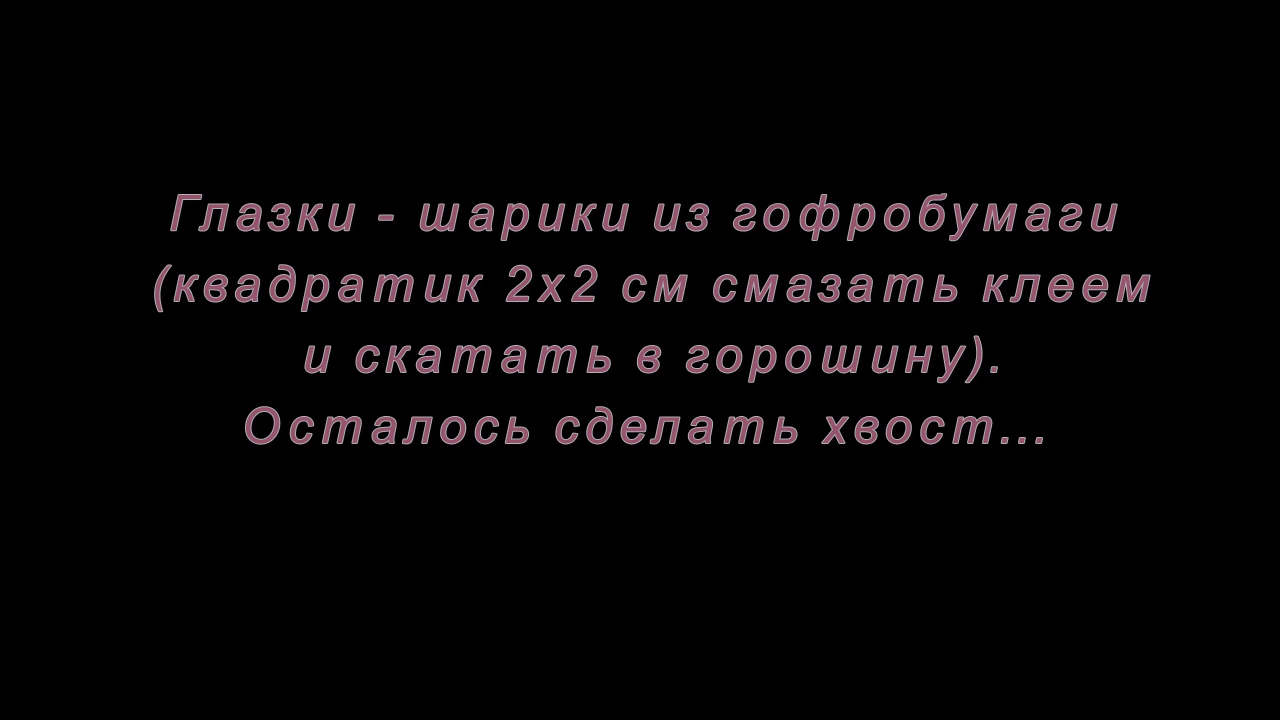 Глазки - шарики из гофробумаги
(квадратик 2х2 см смазать клеем
и скатать в горошину).
Осталось сделать хвост...